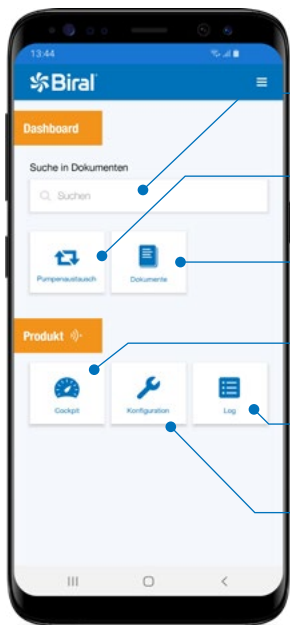 13:44
Biral
Dashboard
Suche in Dokumenten
Suchen
Pumpenaustausch
Dokumente
Produkt
Cockpit
Konfiguration
Log